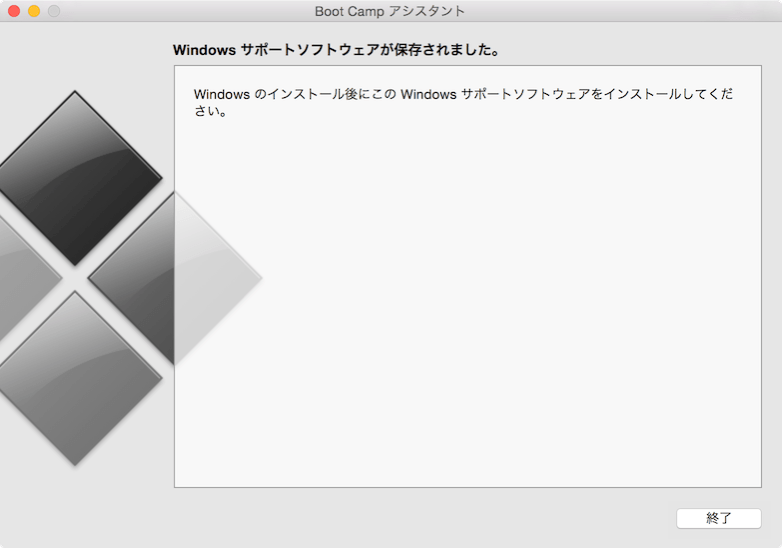 Boot Camp アシスタント
Windows サポートソフトウェアが保存されました。
Windows のインストール後にこの Windows サポートソフトウェアをインストールしてくだ
さい。
終了